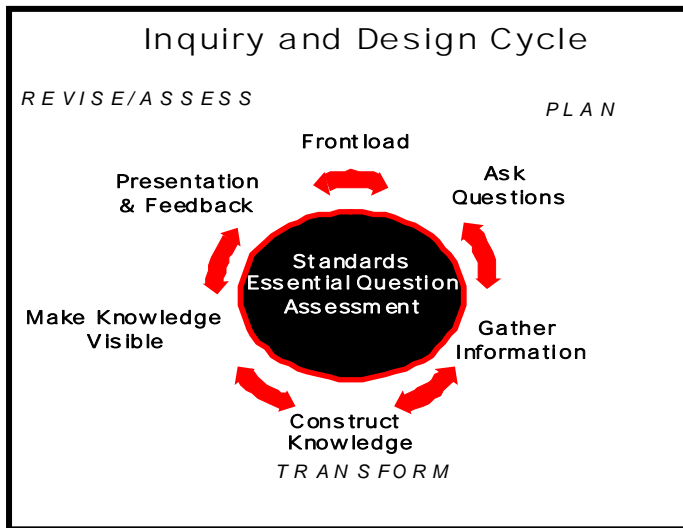 Inquiry and Design Cycle
REVISE/ASSESS
PLAN
Frontload
Ask
Questions
Presentation
& Feedback
Standards
Essential Question
Assessment
Make Knowledge
Visible
Gather
Information
Construct
Knowledge
TRANSFORM